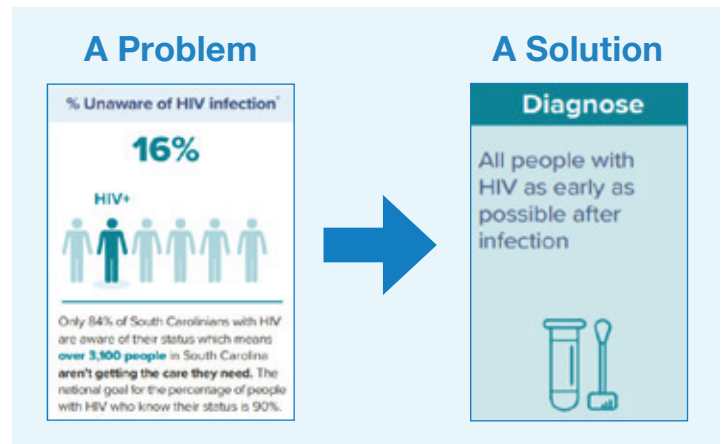 A Problem
% Unaware of HIV infection*
16%
HIV+
Only 84% of South Carolinians with HIV
are aware of their status which means
over 3,100 people in South Carolina
aren't getting the care they need. The
national goal for the percentage of people
with HIV who know their status is 90%.
A Solution
Diagnose
All people with
HIV as early as
possible after
infection